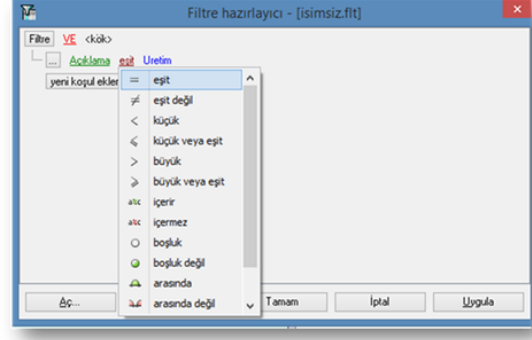 Filtre hazırlayıcı - [isimsiz.flt]
Filtre VE <kök>
... Açıklama eşit Uretim
yeni koşul ekler
= eşit
≠ eşit değil
< küçük
⩽ küçük veya eşit
> büyük
⩾ büyük veya eşit
içerir
içermez
boşluk
boşluk değil
arasında
arasında değil
Aç... Tamam İptal Uygula